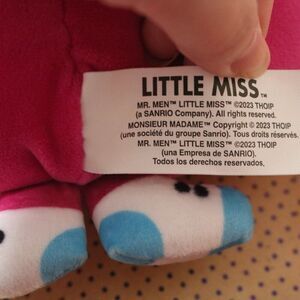 LITTLE MISS™
MR. MEN™ LITTLE MISS™ ©2023 THOIP
(a SANRIO Company). All rights reserved.
MONSIEUR MADAME™ Copyright © 2023 THOIP
(une société du groupe Sanrio). Tous droits réservés.
MR. MEN™ LITTLE MISS™ ©2023 THOIP
(una Empresa de SANRIO).
Todos los derechos reservados.